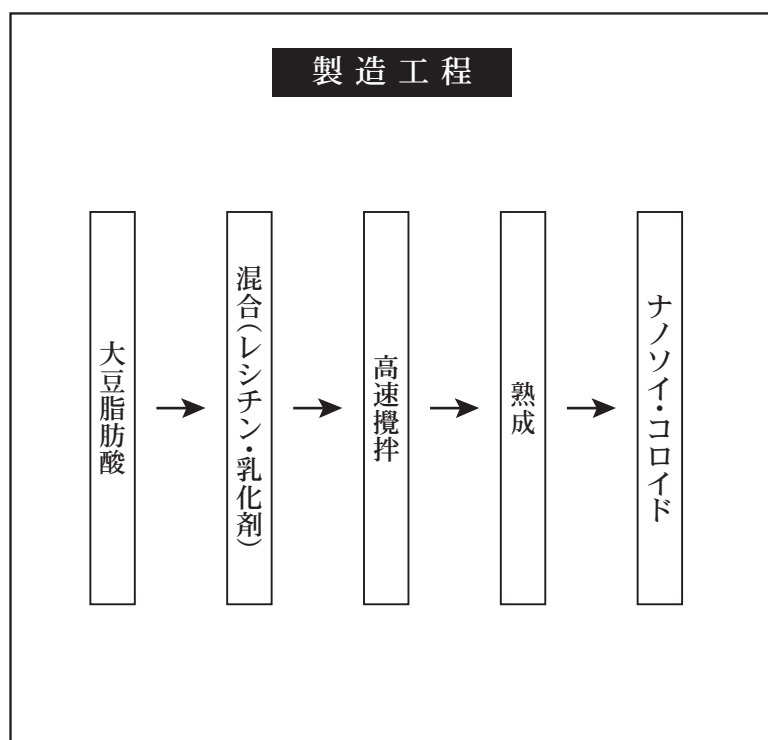 製造工程
大豆脂肪酸
混合(レシチン・乳化剤)
高速攪拌
熟成
ナノソイ・コロイド